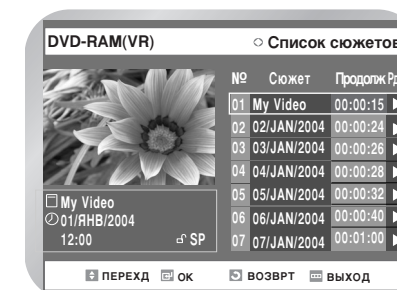 DVD-RAM(VR) Список сюжетов
№ Сюжет Продолж Рд
01 My Video 00:00:15
02 02/JAN/2004 00:00:24
03 03/JAN/2004 00:00:26
04 04/JAN/2004 00:00:28
05 05/JAN/2004 00:00:32
06 06/JAN/2004 00:00:40
07 07/JAN/2004 00:01:00
My Video
01/ЯНВ/2004
12:00 SP
ПЕРЕХД ОК ВОЗВРТ ВЫХОД